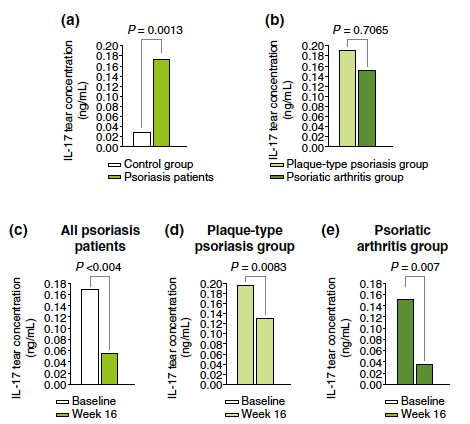 (a)
P = 0.0013
IL-17 tear concentration
(ng/mL)
0.20
0.18
0.16
0.14
0.12
0.10
0.08
0.06
0.04
0.02
0.00
Control group
Psoriasis patients
(b)
P = 0.7065
IL-17 tear concentration
(ng/mL)
0.20
0.18
0.16
0.14
0.12
0.10
0.08
0.06
0.04
0.02
0.00
Plaque-type psoriasis group
Psoriatic arthritis group
(c)
All psoriasis
patients
P <0.004
IL-17 tear concentration
(ng/mL)
0.18
0.16
0.14
0.12
0.10
0.08
0.06
0.04
0.02
0.00
Baseline
Week 16
(d)
Plaque-type
psoriasis group
P = 0.0083
IL-17 tear concentration
(ng/mL)
0.20
0.18
0.16
0.14
0.12
0.10
0.08
0.06
0.04
0.02
0.00
Baseline
Week 16
(e)
Psoriatic
arthritis group
P = 0.007
IL-17 tear concentration
(ng/mL)
0.18
0.16
0.14
0.12
0.10
0.08
0.06
0.04
0.02
0.00
Baseline
Week 16